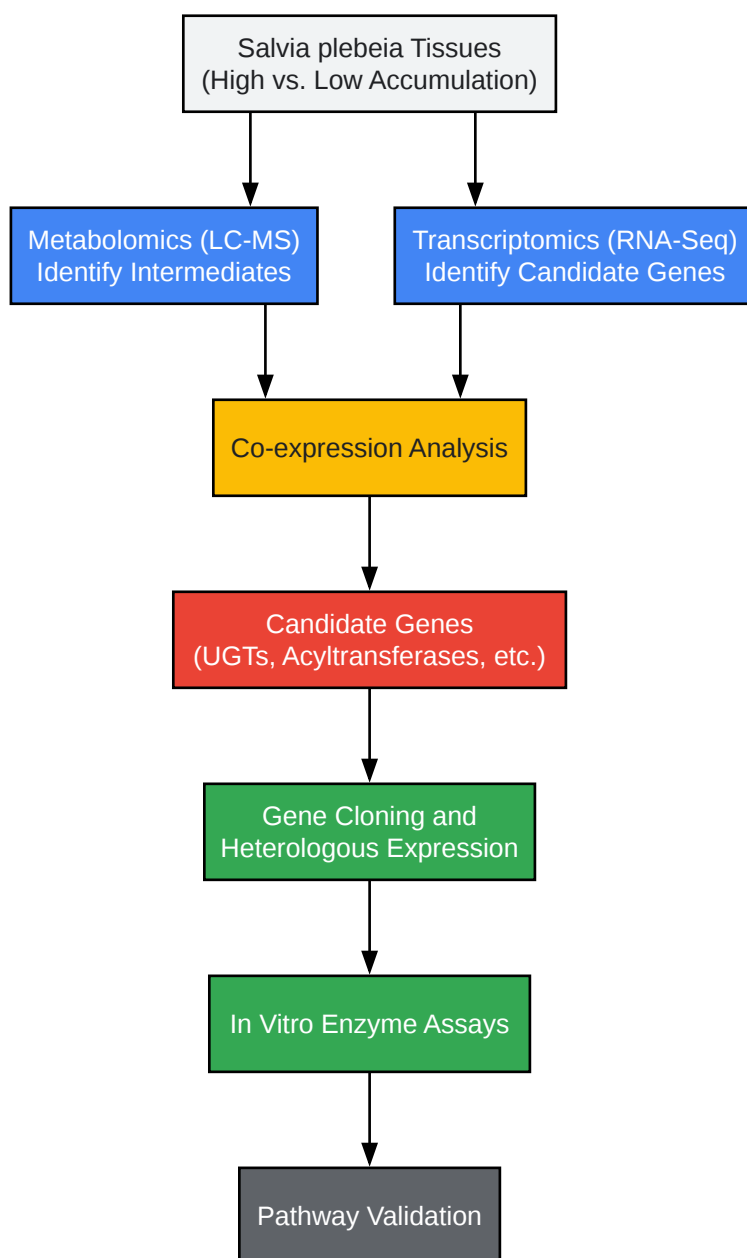 Salvia plebeia Tissues
(High vs. Low Accumulation)
Metabolomics (LC-MS)
Identify Intermediates
Transcriptomics (RNA-Seq)
Identify Candidate Genes
Co-expression Analysis
Candidate Genes
(UGTs, Acyltransferases, etc.)
Gene Cloning and
Heterologous Expression
In Vitro Enzyme Assays
Pathway Validation